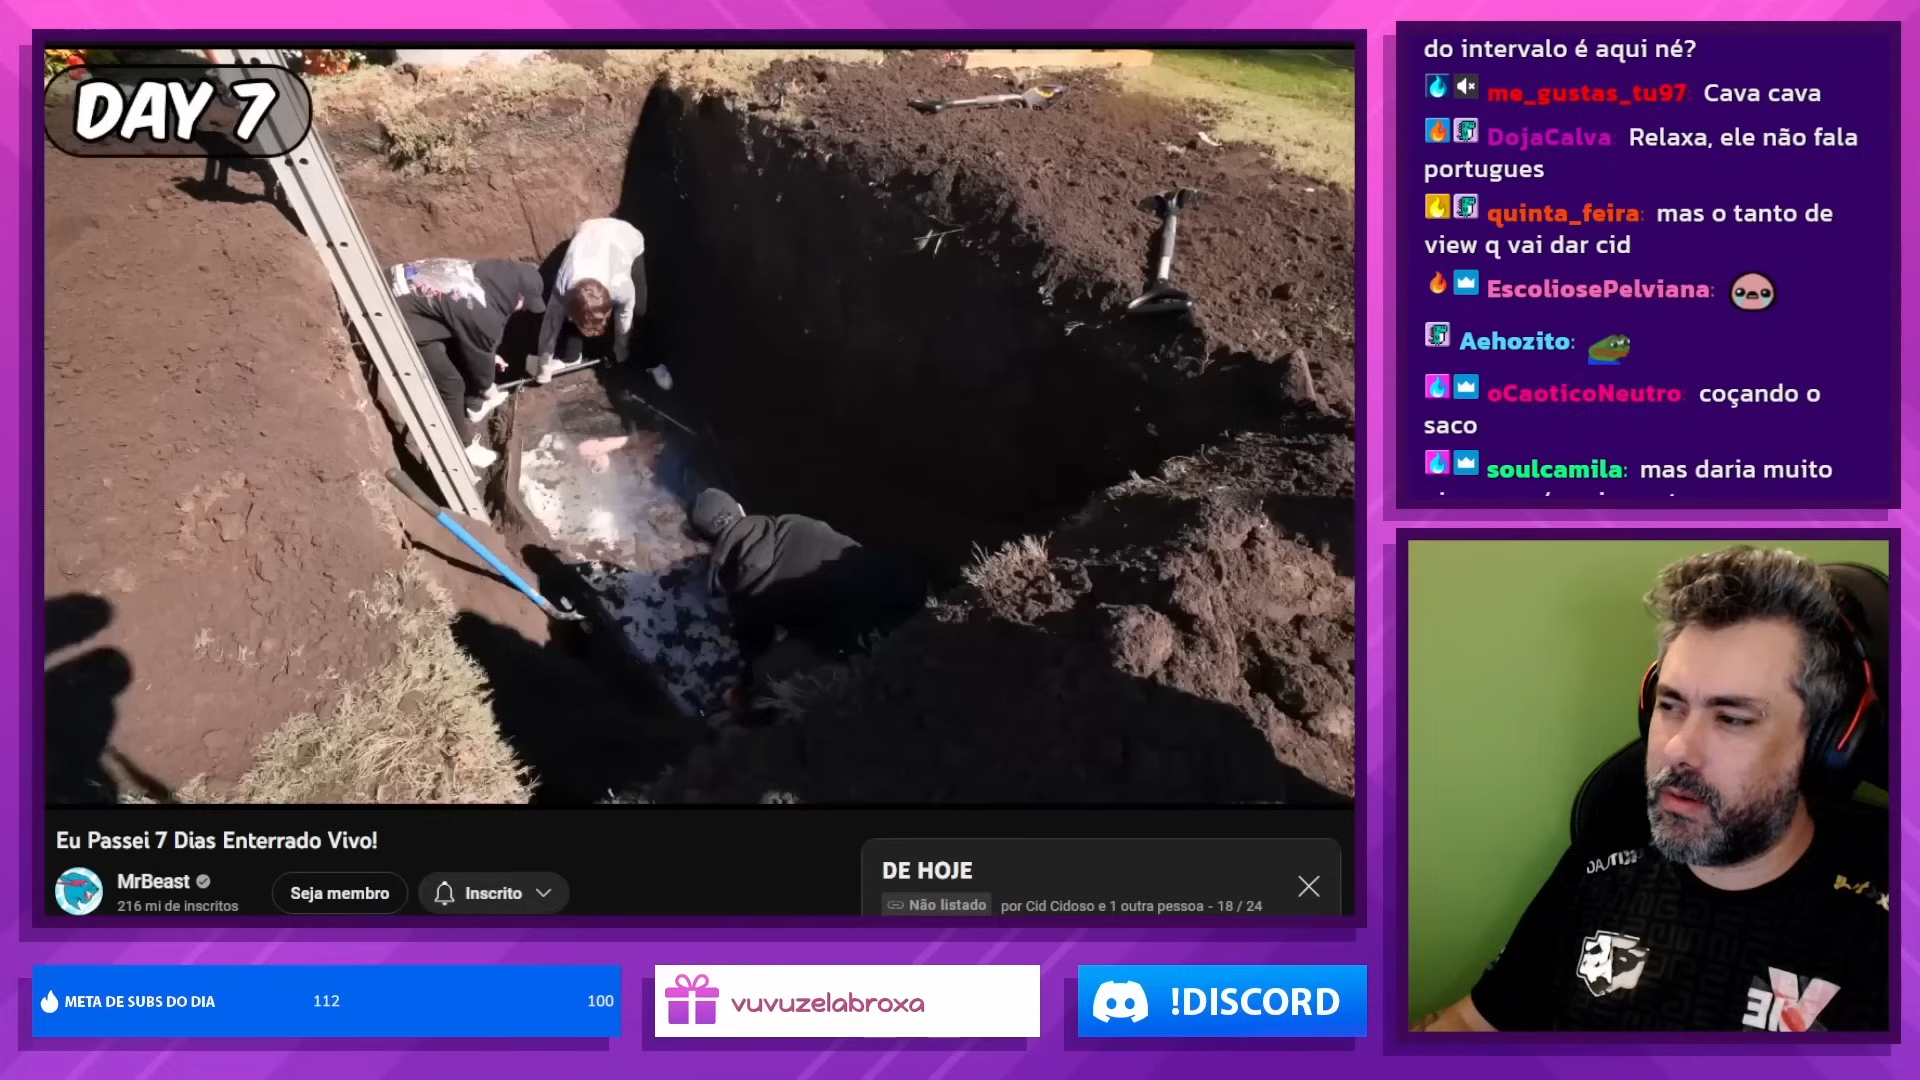 DAY 7
do intervalo é aqui né?
me_gustas_tu97: Cava cava
DojaCalva: Relaxa, ele não fala
portugues
quinta_feira: mas o tanto de
view q vai dar cid
EscoliosePelviana:
Aehozito:
oCaoticoNeutro: coçando o
saco
soulcamila: mas daria muito
Eu Passei 7 Dias Enterrado Vivo!
MrBeast
216 mi de inscritos
Seja membro
Inscrito
DE HOJE
Não listado
por Cid Cidoso e 1 outra pessoa - 18 / 24
META DE SUBS DO DIA
112
100
vuvuzelabroxa
!DISCORD